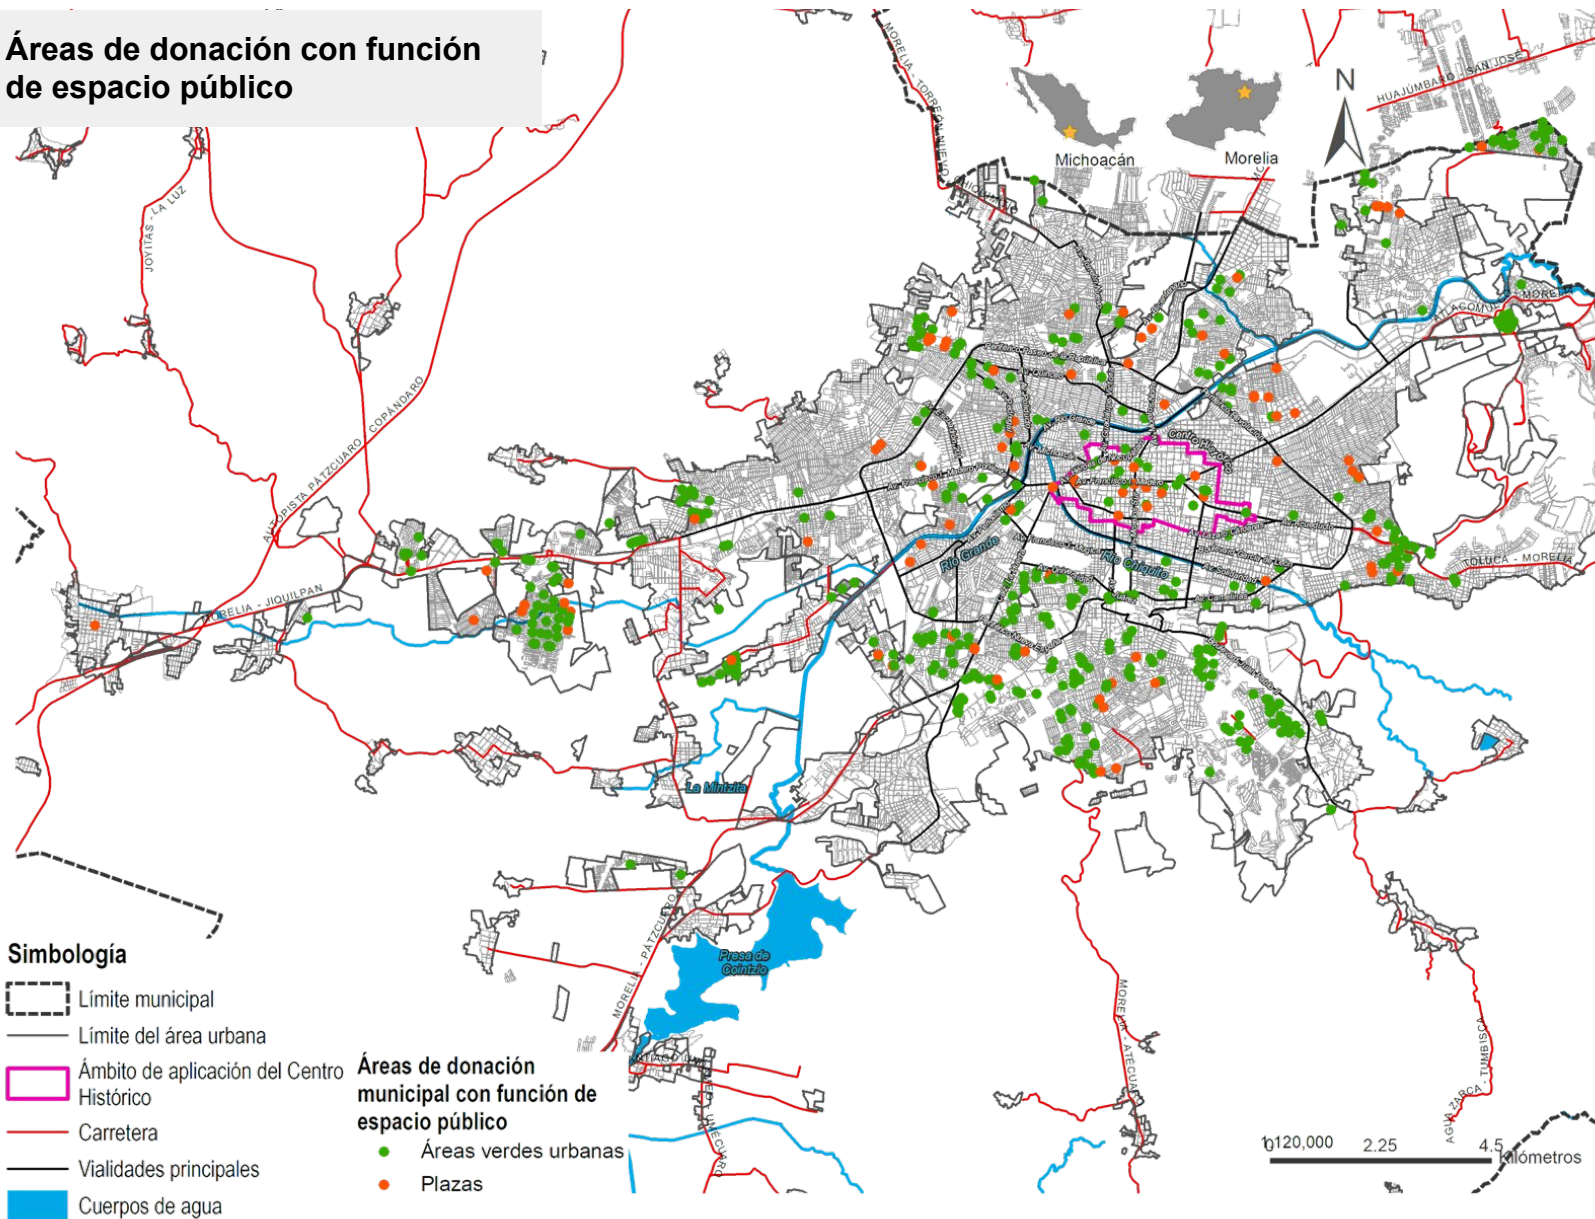 Áreas de donación con función
de espacio público
MORELIA - TORREÓN NUEVO
HUAJÚMBARO - SAN JOSÉ
N
Michoacán
Morelia
JOYITAS - LA LUZ
AUTOPISTA PÁTZCUARO - COPÁNDARO
ATLACOMULCO - MORELIA
Centro Histórico
Río Grande
Río Chiquito
TOLUCA - MORELIA
MORELIA - JIQUILPAN
La Mintzita
MORELIA - PÁTZCUARO
Presa de
Cointzio
MORELIA - ATÉCUARO
AGUA ZARCA - TUMBISCA
Simbología
Límite municipal
Límite del área urbana
Ámbito de aplicación del Centro
Histórico
Carretera
Vialidades principales
Cuerpos de agua
Áreas de donación
municipal con función de
espacio público
Áreas verdes urbanas
Plazas
1:120,000
0 2.25 4.5
Kilómetros